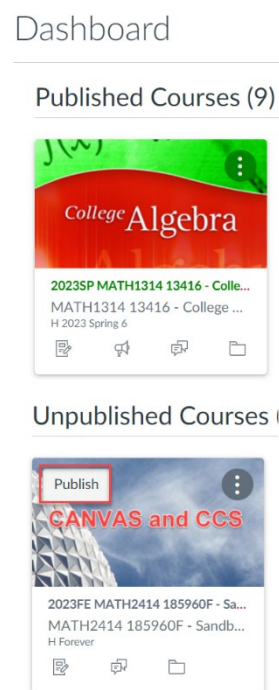 Dashboard
Published Courses (9)
College Algebra
2023SP MATH1314 13416 - Colle...
MATH1314 13416 - College ...
H 2023 Spring 6
Unpublished Courses (
Publish
CANVAS and CCS
2023FE MATH2414 185960F - Sa...
MATH2414 185960F - Sandb...
H Forever